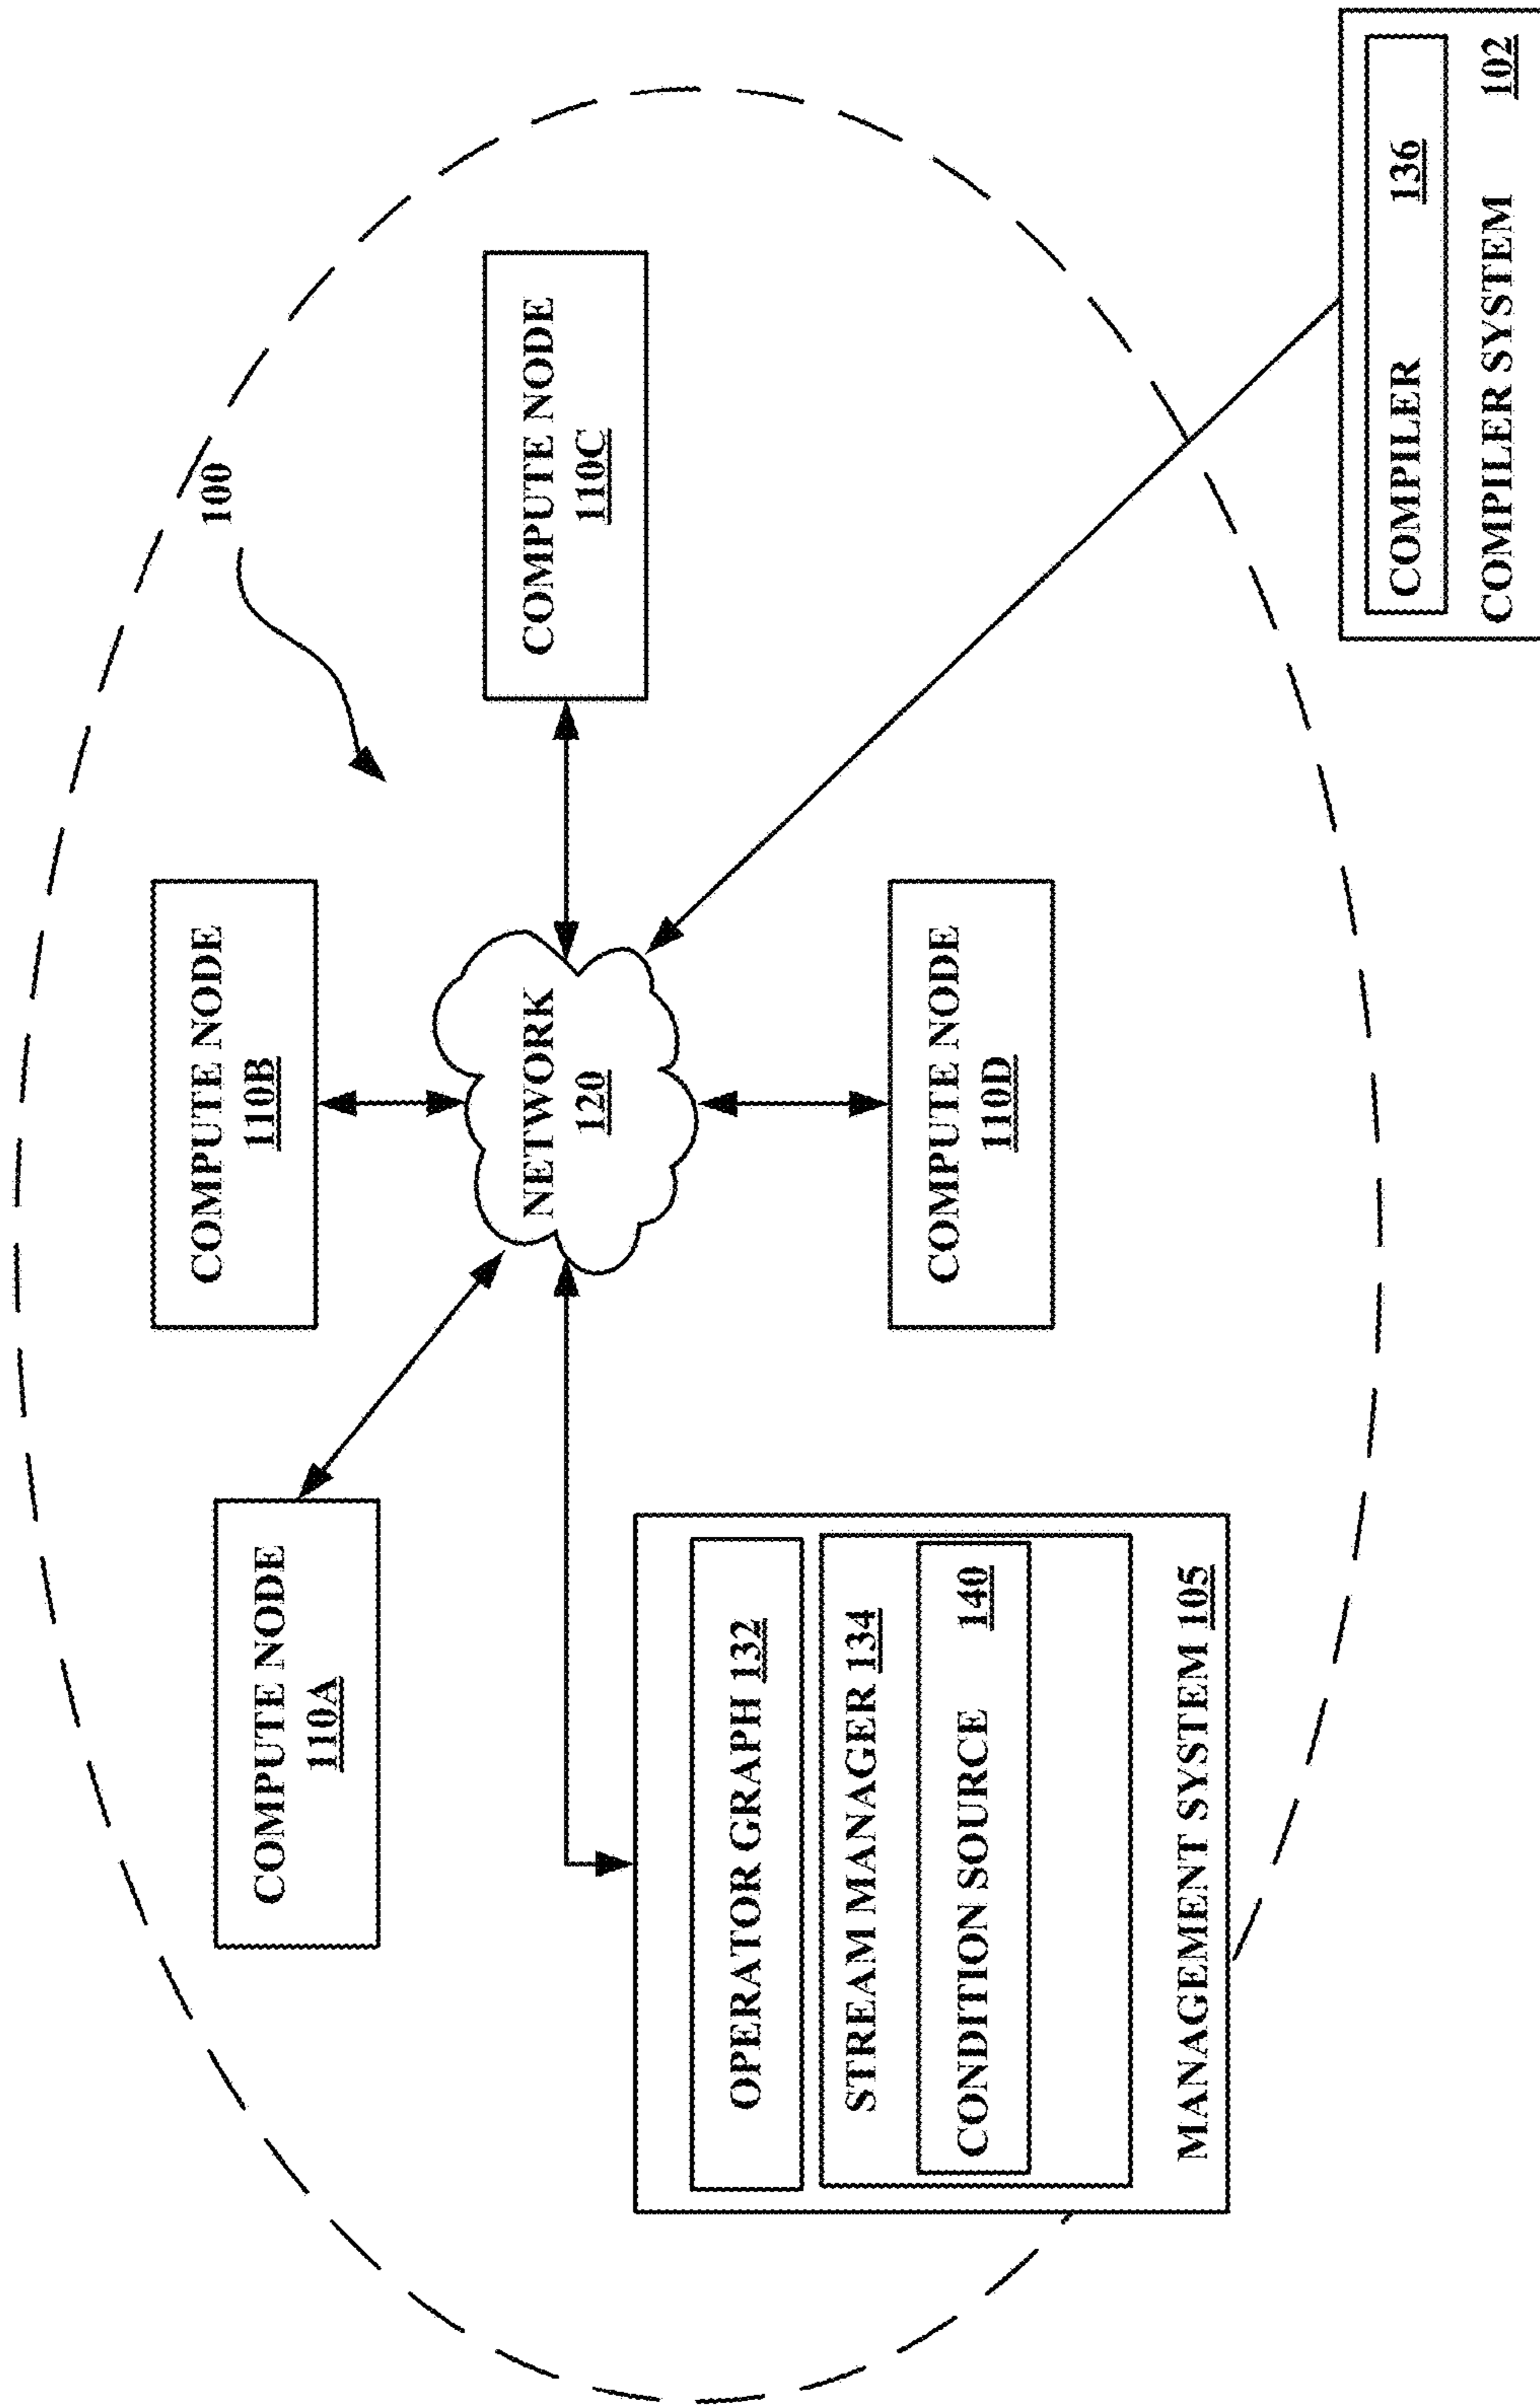 100
COMPUTE NODE
110B
COMPUTE NODE
110A
COMPUTE NODE
110C
NETWORK
120
COMPUTE NODE
110D
OPERATOR GRAPH 132
STREAM MANAGER 134
CONDITION SOURCE 140
MANAGEMENT SYSTEM 105
COMPILER 136
COMPILER SYSTEM 102